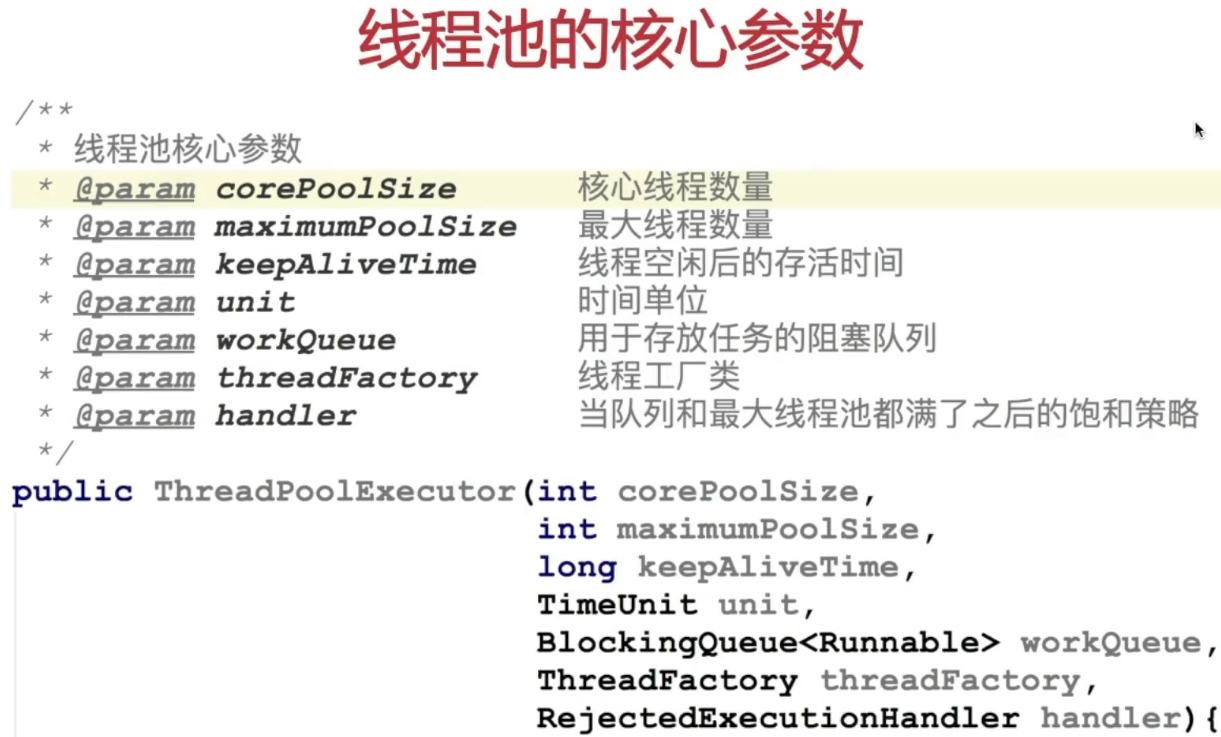 线程池的核心参数
/**
* 线程池核心参数
* @param corePoolSize 核心线程数量
* @param maximumPoolSize 最大线程数量
* @param keepAliveTime 线程空闲后的存活时间
* @param unit 时间单位
* @param workQueue 用于存放任务的阻塞队列
* @param threadFactory 线程工厂类
* @param handler 当队列和最大线程池都满了之后的饱和策略
*/
public ThreadPoolExecutor(int corePoolSize,
int maximumPoolSize,
long keepAliveTime,
TimeUnit unit,
BlockingQueue<Runnable> workQueue,
ThreadFactory threadFactory,
RejectedExecutionHandler handler){